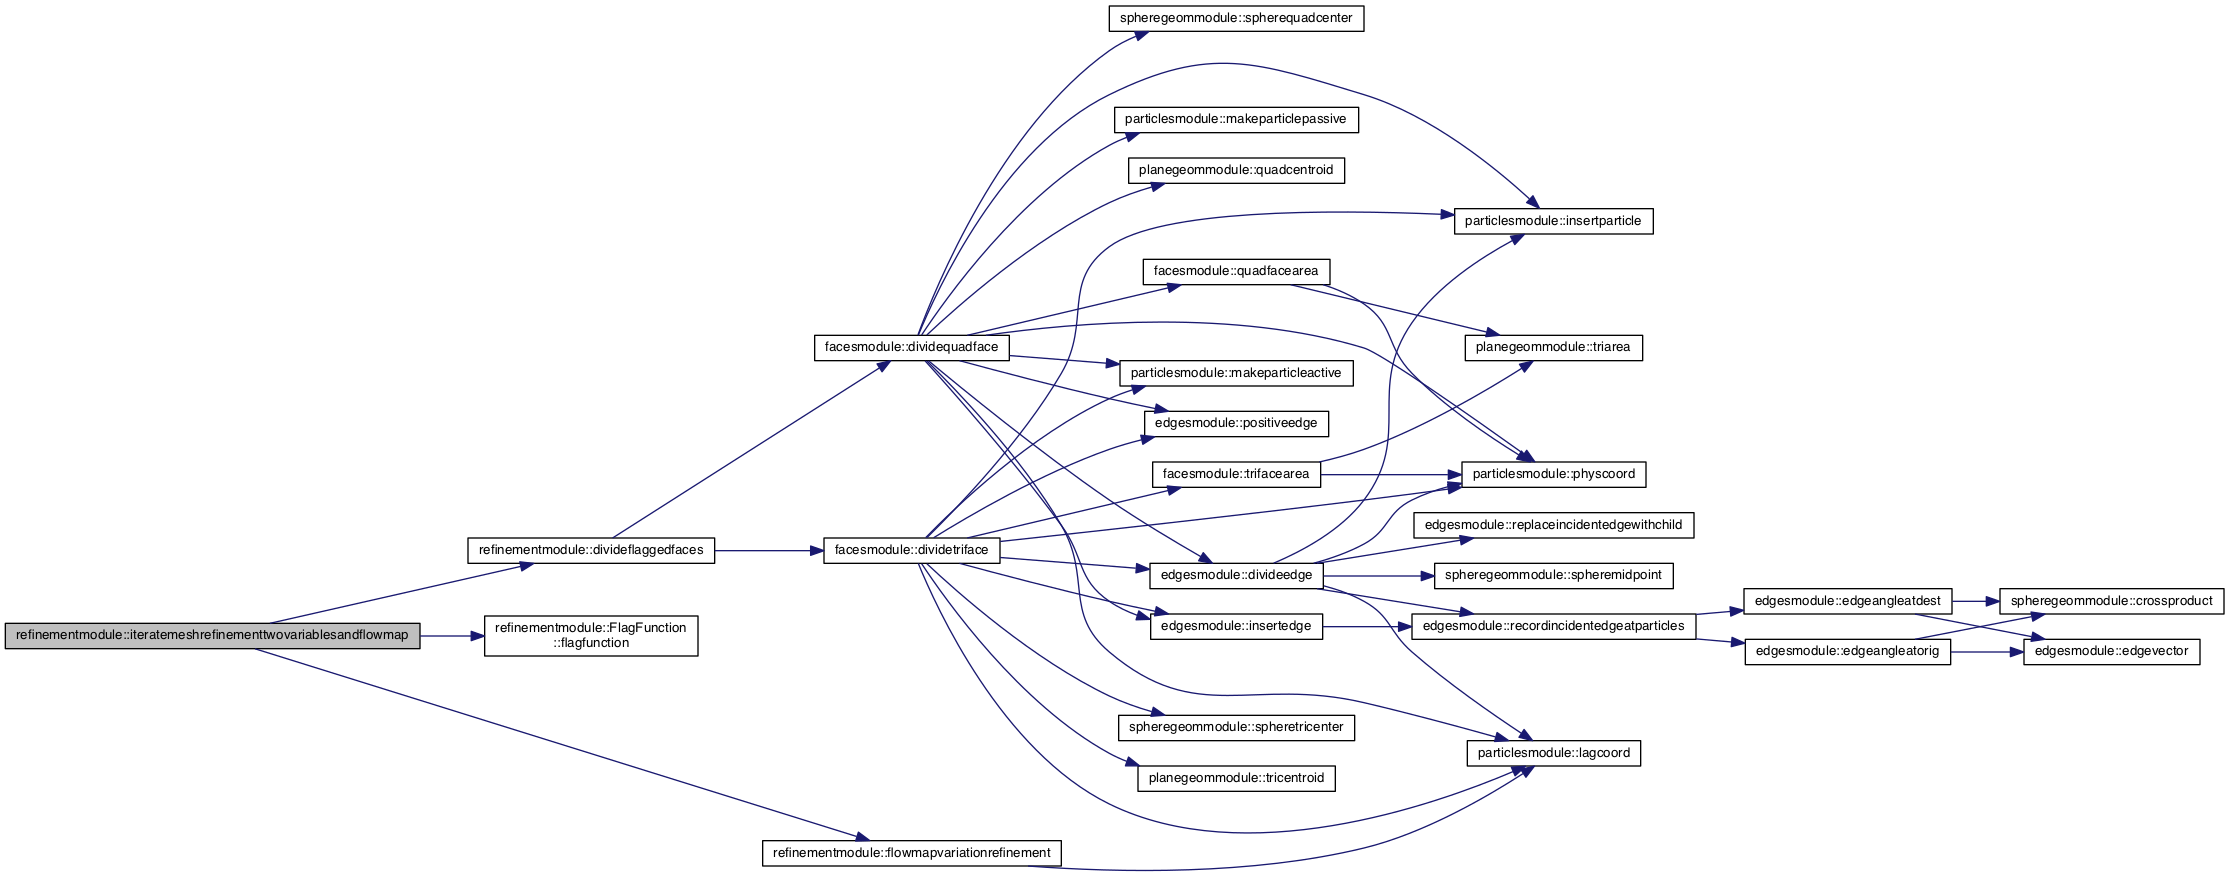 spheregeommodule::spherequadcenter
particlesmodule::makeparticlepassive
planegeommodule::quadcentroid
particlesmodule::insertparticle
facesmodule::quadfacearea
facesmodule::dividequadface
planegeommodule::triarea
particlesmodule::makeparticleactive
edgesmodule::positiveedge
facesmodule::trifacearea
particlesmodule::physcoord
edgesmodule::replaceincidentedgewithchild
refinementmodule::divideflaggedfaces
facesmodule::dividetriface
edgesmodule::divideedge
spheregeommodule::spheremidpoint
edgesmodule::edgeangleatdest
spheregeommodule::crossproduct
refinementmodule::iteratemeshrefinementtwovariablesandflowmap
refinementmodule::FlagFunction
::flagfunction
edgesmodule::insertedge
edgesmodule::recordincidentedgeatparticles
edgesmodule::edgeangleatorig
edgesmodule::edgevector
spheregeommodule::spheretricenter
particlesmodule::lagcoord
planegeommodule::tricentroid
refinementmodule::flowmapvariationrefinement